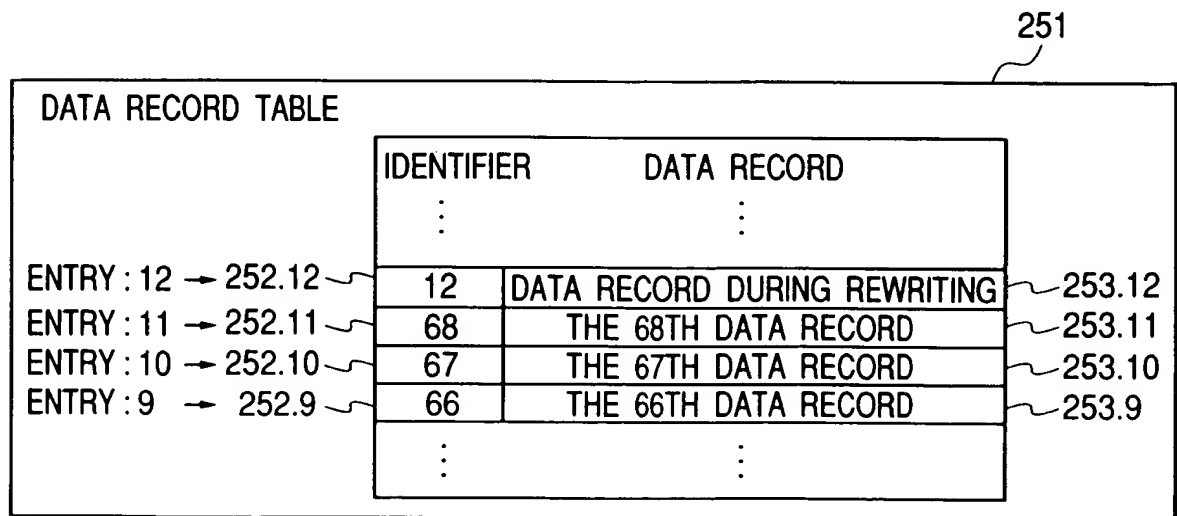 251
DATA RECORD TABLE
IDENTIFIER DATA RECORD
ENTRY : 12 → 252.12 12 DATA RECORD DURING REWRITING 253.12
ENTRY : 11 → 252.11 68 THE 68TH DATA RECORD 253.11
ENTRY : 10 → 252.10 67 THE 67TH DATA RECORD 253.10
ENTRY : 9 → 252.9 66 THE 66TH DATA RECORD 253.9